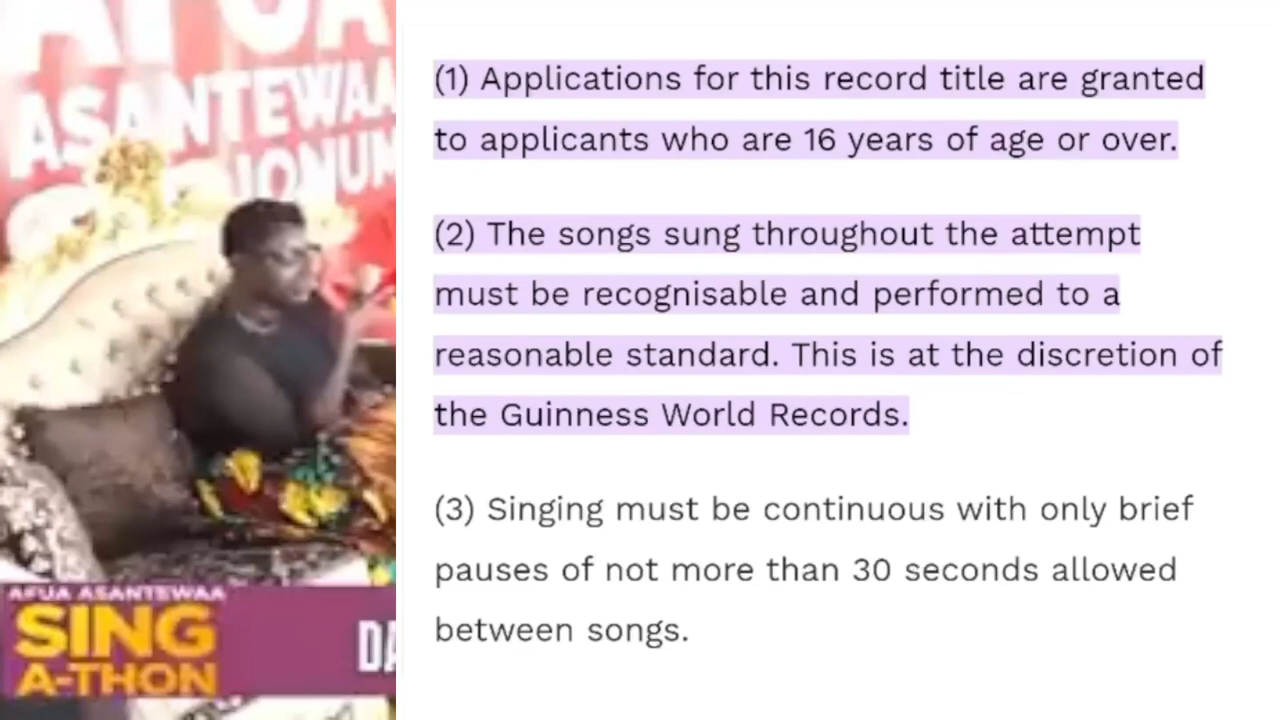 ASANTEWAA
AFUA ASANTEWAA
SING
A-THON
(1) Applications for this record title are granted
to applicants who are 16 years of age or over.
(2) The songs sung throughout the attempt
must be recognisable and performed to a
reasonable standard. This is at the discretion of
the Guinness World Records.
(3) Singing must be continuous with only brief
pauses of not more than 30 seconds allowed
between songs.